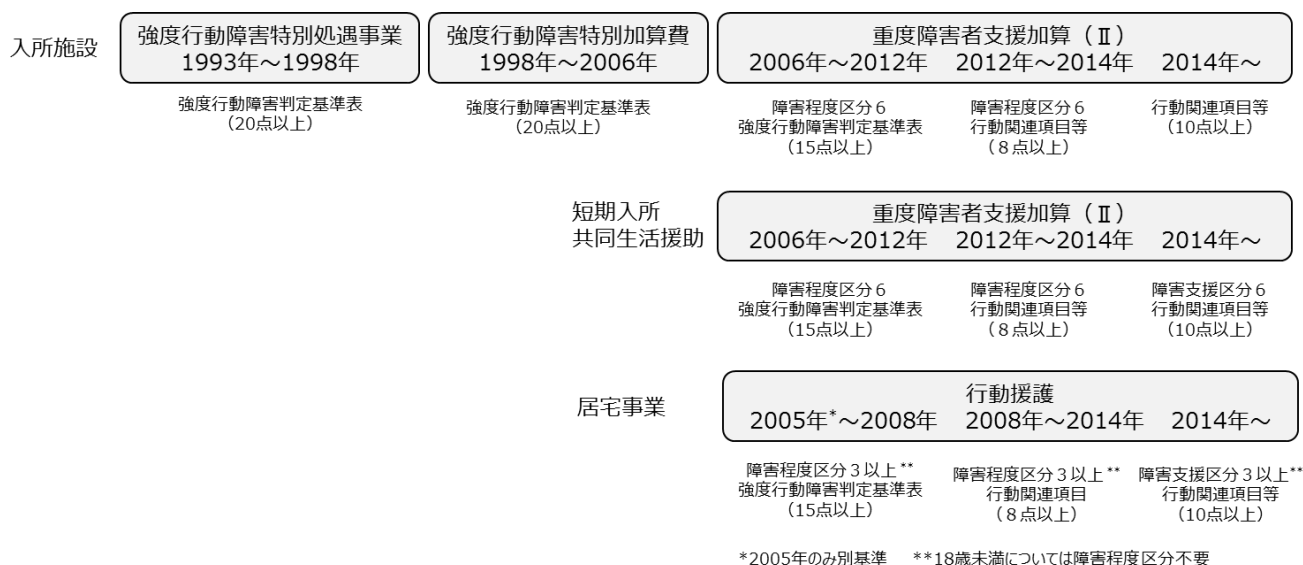 入所施設
強度行動障害特別処遇事業
1993年～1998年
強度行動障害判定基準表
（20点以上）
強度行動障害特別加算費
1998年～2006年
強度行動障害判定基準表
（20点以上）
重度障害者支援加算（Ⅱ）
2006年～2012年 2012年～2014年 2014年～
障害程度区分６
強度行動障害判定基準表
（15点以上）
障害程度区分６
行動関連項目等
（８点以上）
行動関連項目等
（10点以上）
短期入所
共同生活援助
重度障害者支援加算（Ⅱ）
2006年～2012年 2012年～2014年 2014年～
障害程度区分６
強度行動障害判定基準表
（15点以上）
障害程度区分６
行動関連項目等
（８点以上）
障害支援区分６
行動関連項目等
（10点以上）
居宅事業
行動援護
2005年*～2008年 2008年～2014年 2014年～
障害程度区分３以上**
強度行動障害判定基準表
（15点以上）
障害程度区分３以上**
行動関連項目
（８点以上）
障害支援区分３以上**
行動関連項目等
（10点以上）
*2005年のみ別基準 **18歳未満については障害程度区分不要